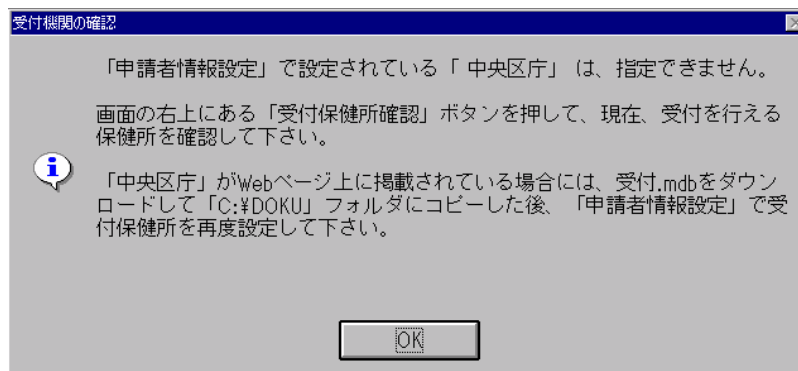 受付機関の確認
「申請者情報設定」で設定されている「 中央区庁」 は、指定できません。
画面の右上にある「受付保健所確認」ボタンを押して、現在、受付を行える
保健所を確認して下さい。
「中央区庁」がWebページ上に掲載されている場合には、受付.mdbをダウン
ロードして「C:¥DOKU」フォルダにコピーした後、「申請者情報設定」で受
付保健所を再度設定して下さい。
OK